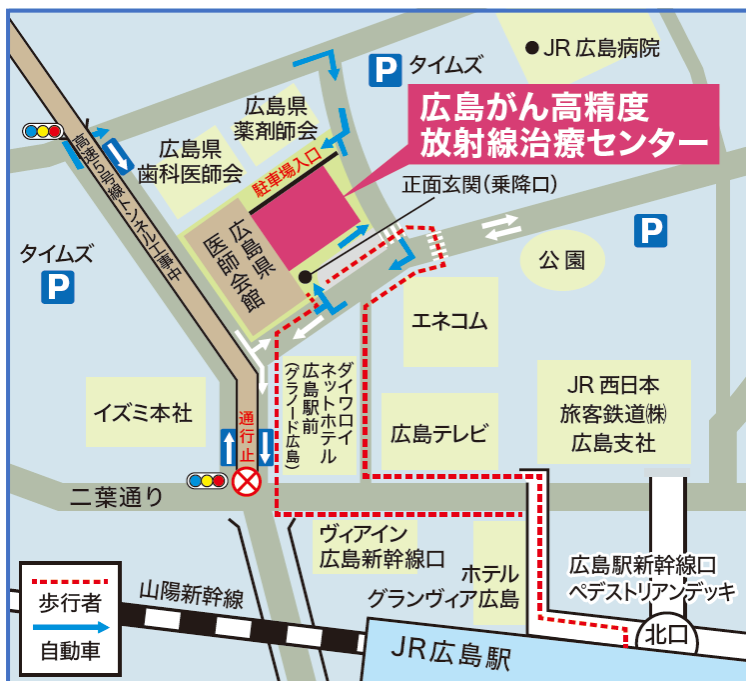 JR広島病院
P タイムズ
広島県
薬剤師会
広島がん高精度
放射線治療センター
広島県
歯科医師会
駐車場入口
正面玄関(乗降口)
高速5号線トンネル工事中
タイムズ
P
広島県
医師会館
P
公園
エネコム
ダイワロイ
ネットホテル
広島駅前
(グラノード広島)
JR西日本
旅客鉄道㈱
広島支社
イズミ本社
通行止
広島テレビ
二葉通り
ヴィアイン
広島新幹線口
ホテル
グランヴィア広島
広島駅新幹線口
ペデストリアンデッキ
歩行者
自動車
山陽新幹線
JR広島駅
北口